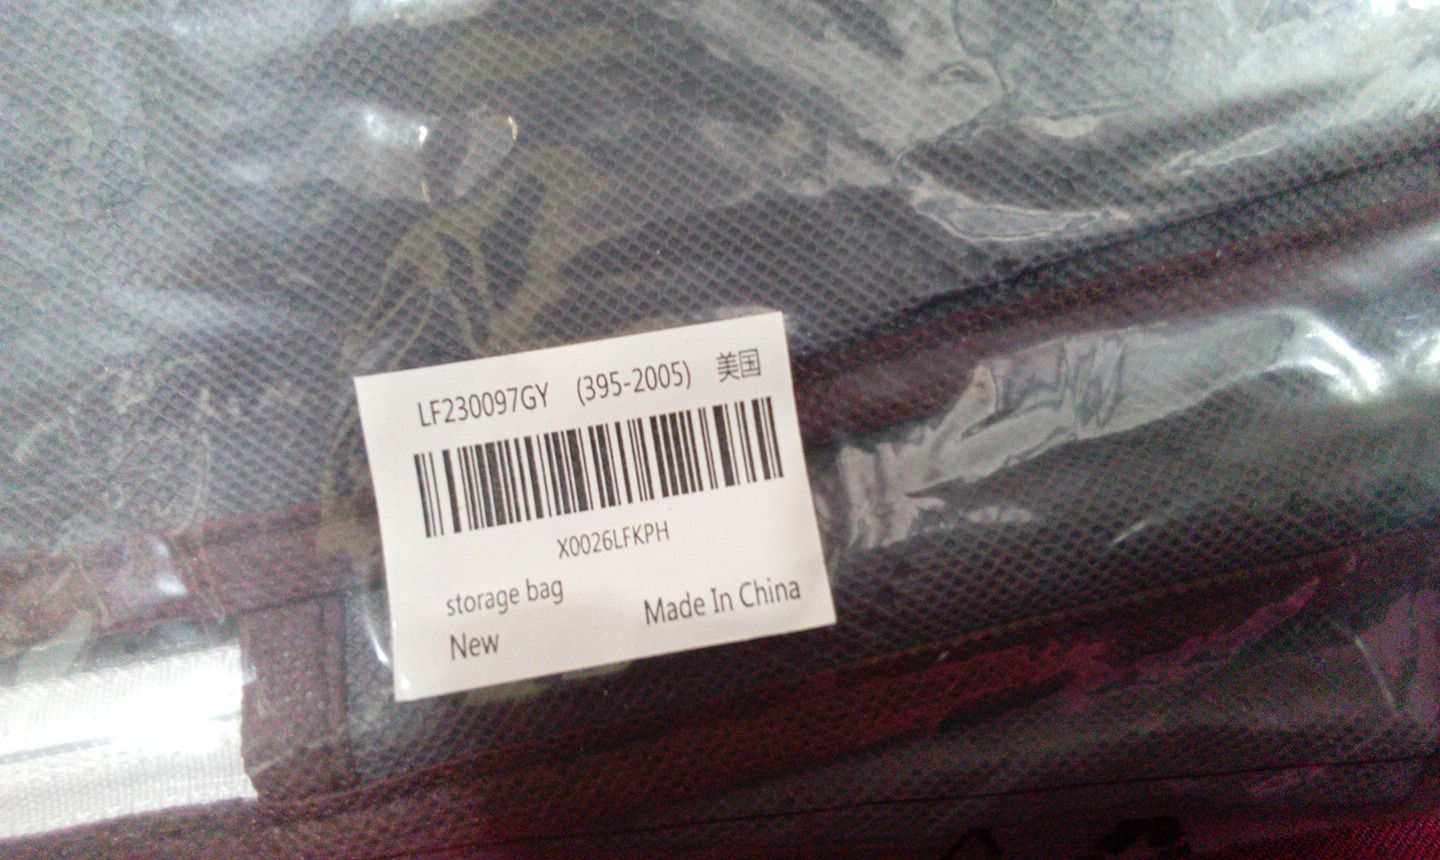 LF230097GY (395-2005) 美国
X0026LFKPH
storage bag
New
Made In China